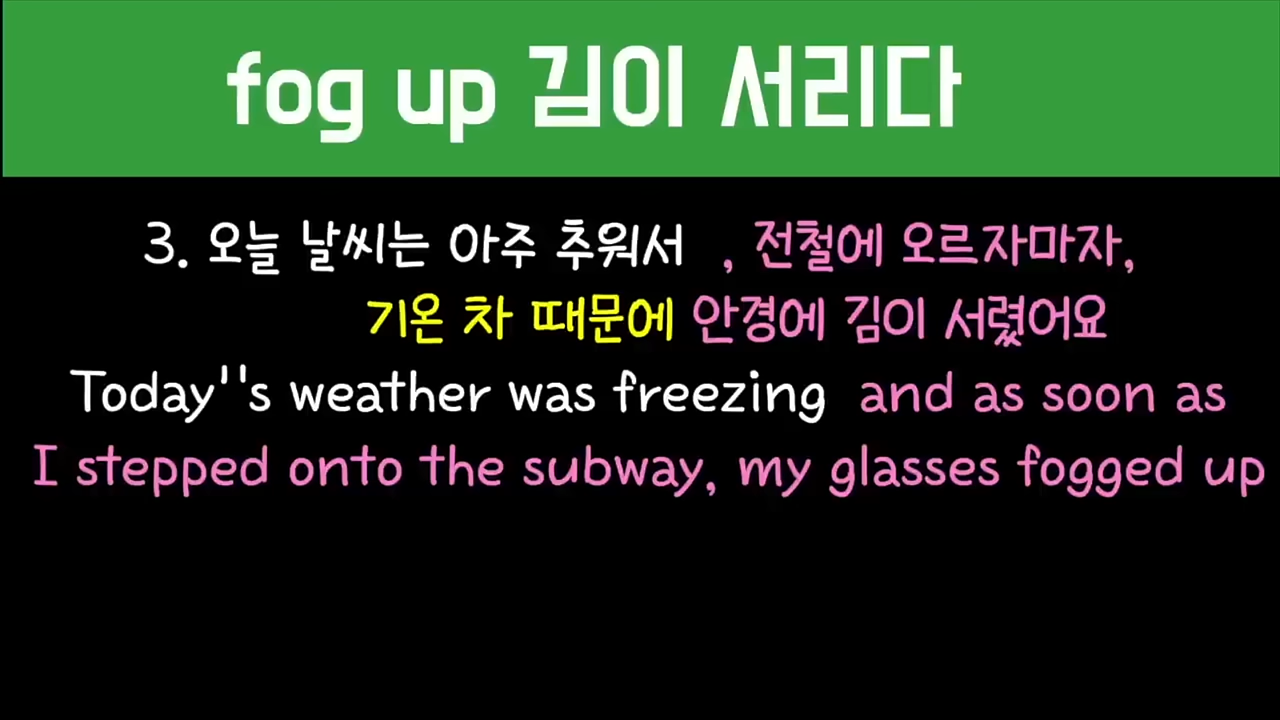 fog up 김이 서리다
3. 오늘 날씨는 아주 추워서 , 전철에 오르자마자,
기온 차 때문에 안경에 김이 서렸어요
Today''s weather was freezing and as soon as
I stepped onto the subway, my glasses fogged up